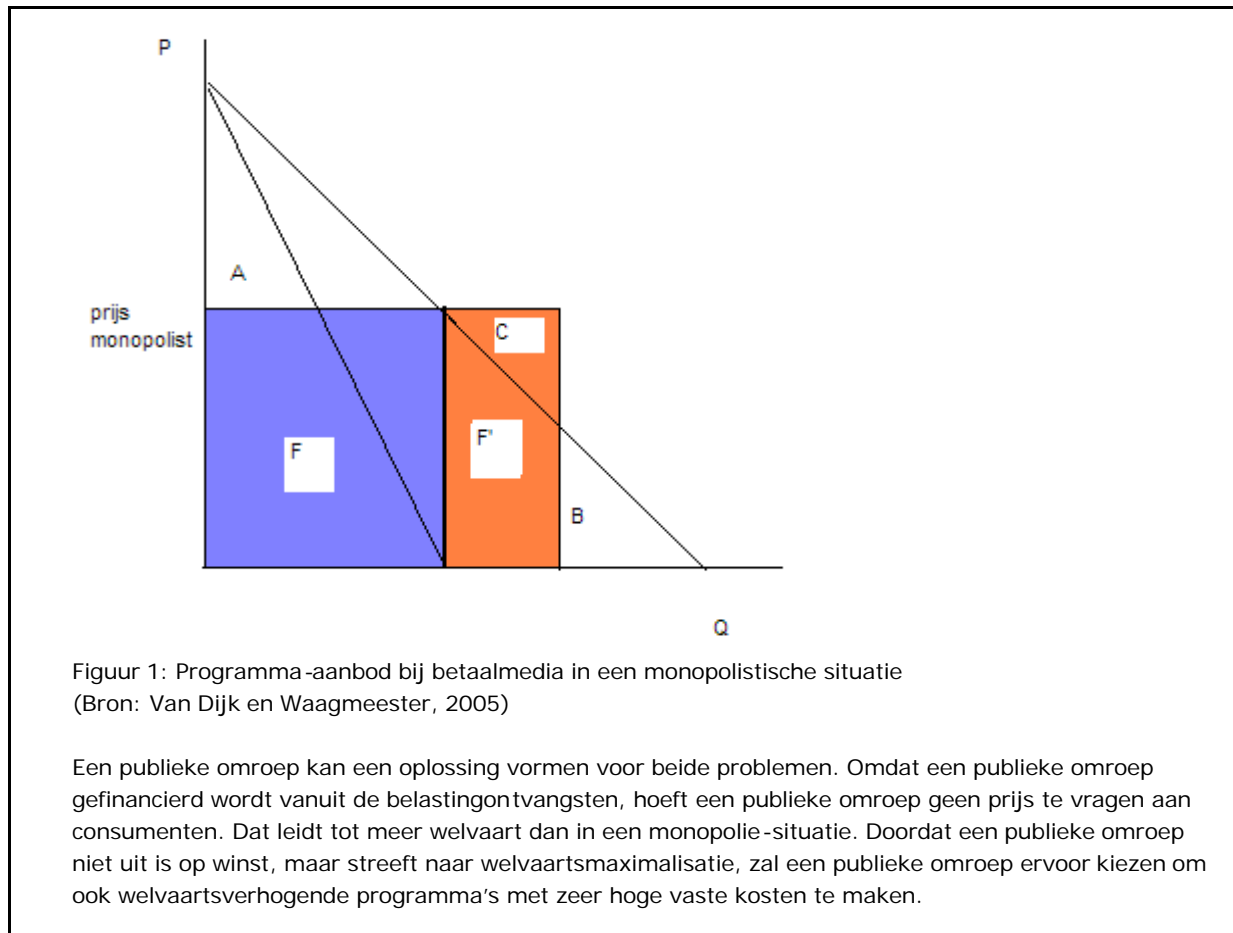 P
A
prijs
monopolist
C
F
F'
B
Q
Figuur 1: Programma-aanbod bij betaalmedia in een monopolistische situatie
(Bron: Van Dijk en Waagmeester, 2005)
Een publieke omroep kan een oplossing vormen voor beide problemen. Omdat een publieke omroep
gefinancierd wordt vanuit de belastingontvangsten, hoeft een publieke omroep geen prijs te vragen aan
consumenten. Dat leidt tot meer welvaart dan in een monopolie-situatie. Doordat een publieke omroep
niet uit is op winst, maar streeft naar welvaartsmaximalisatie, zal een publieke omroep ervoor kiezen om
ook welvaartsverhogende programma's met zeer hoge vaste kosten te maken.